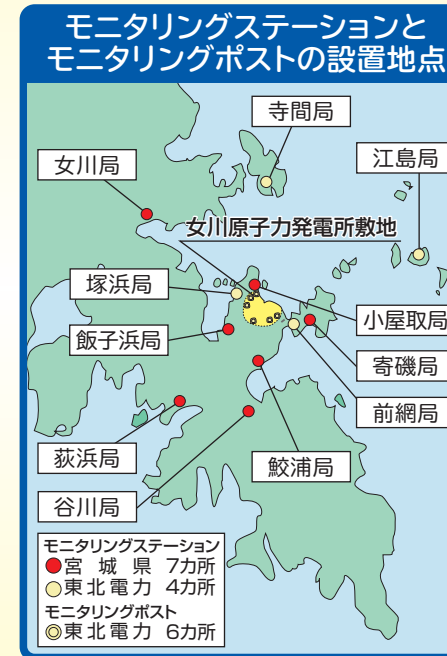 モニタリングステーションと
モニタリングポストの設置地点
寺間局
江島局
女川局
女川原子力発電所敷地
塚浜局
小屋取局
飯子浜局
寄磯局
前網局
荻浜局
鮫浦局
谷川局
モニタリングステーション
宮城県 7カ所
東北電力 4カ所
モニタリングポスト
東北電力 6カ所